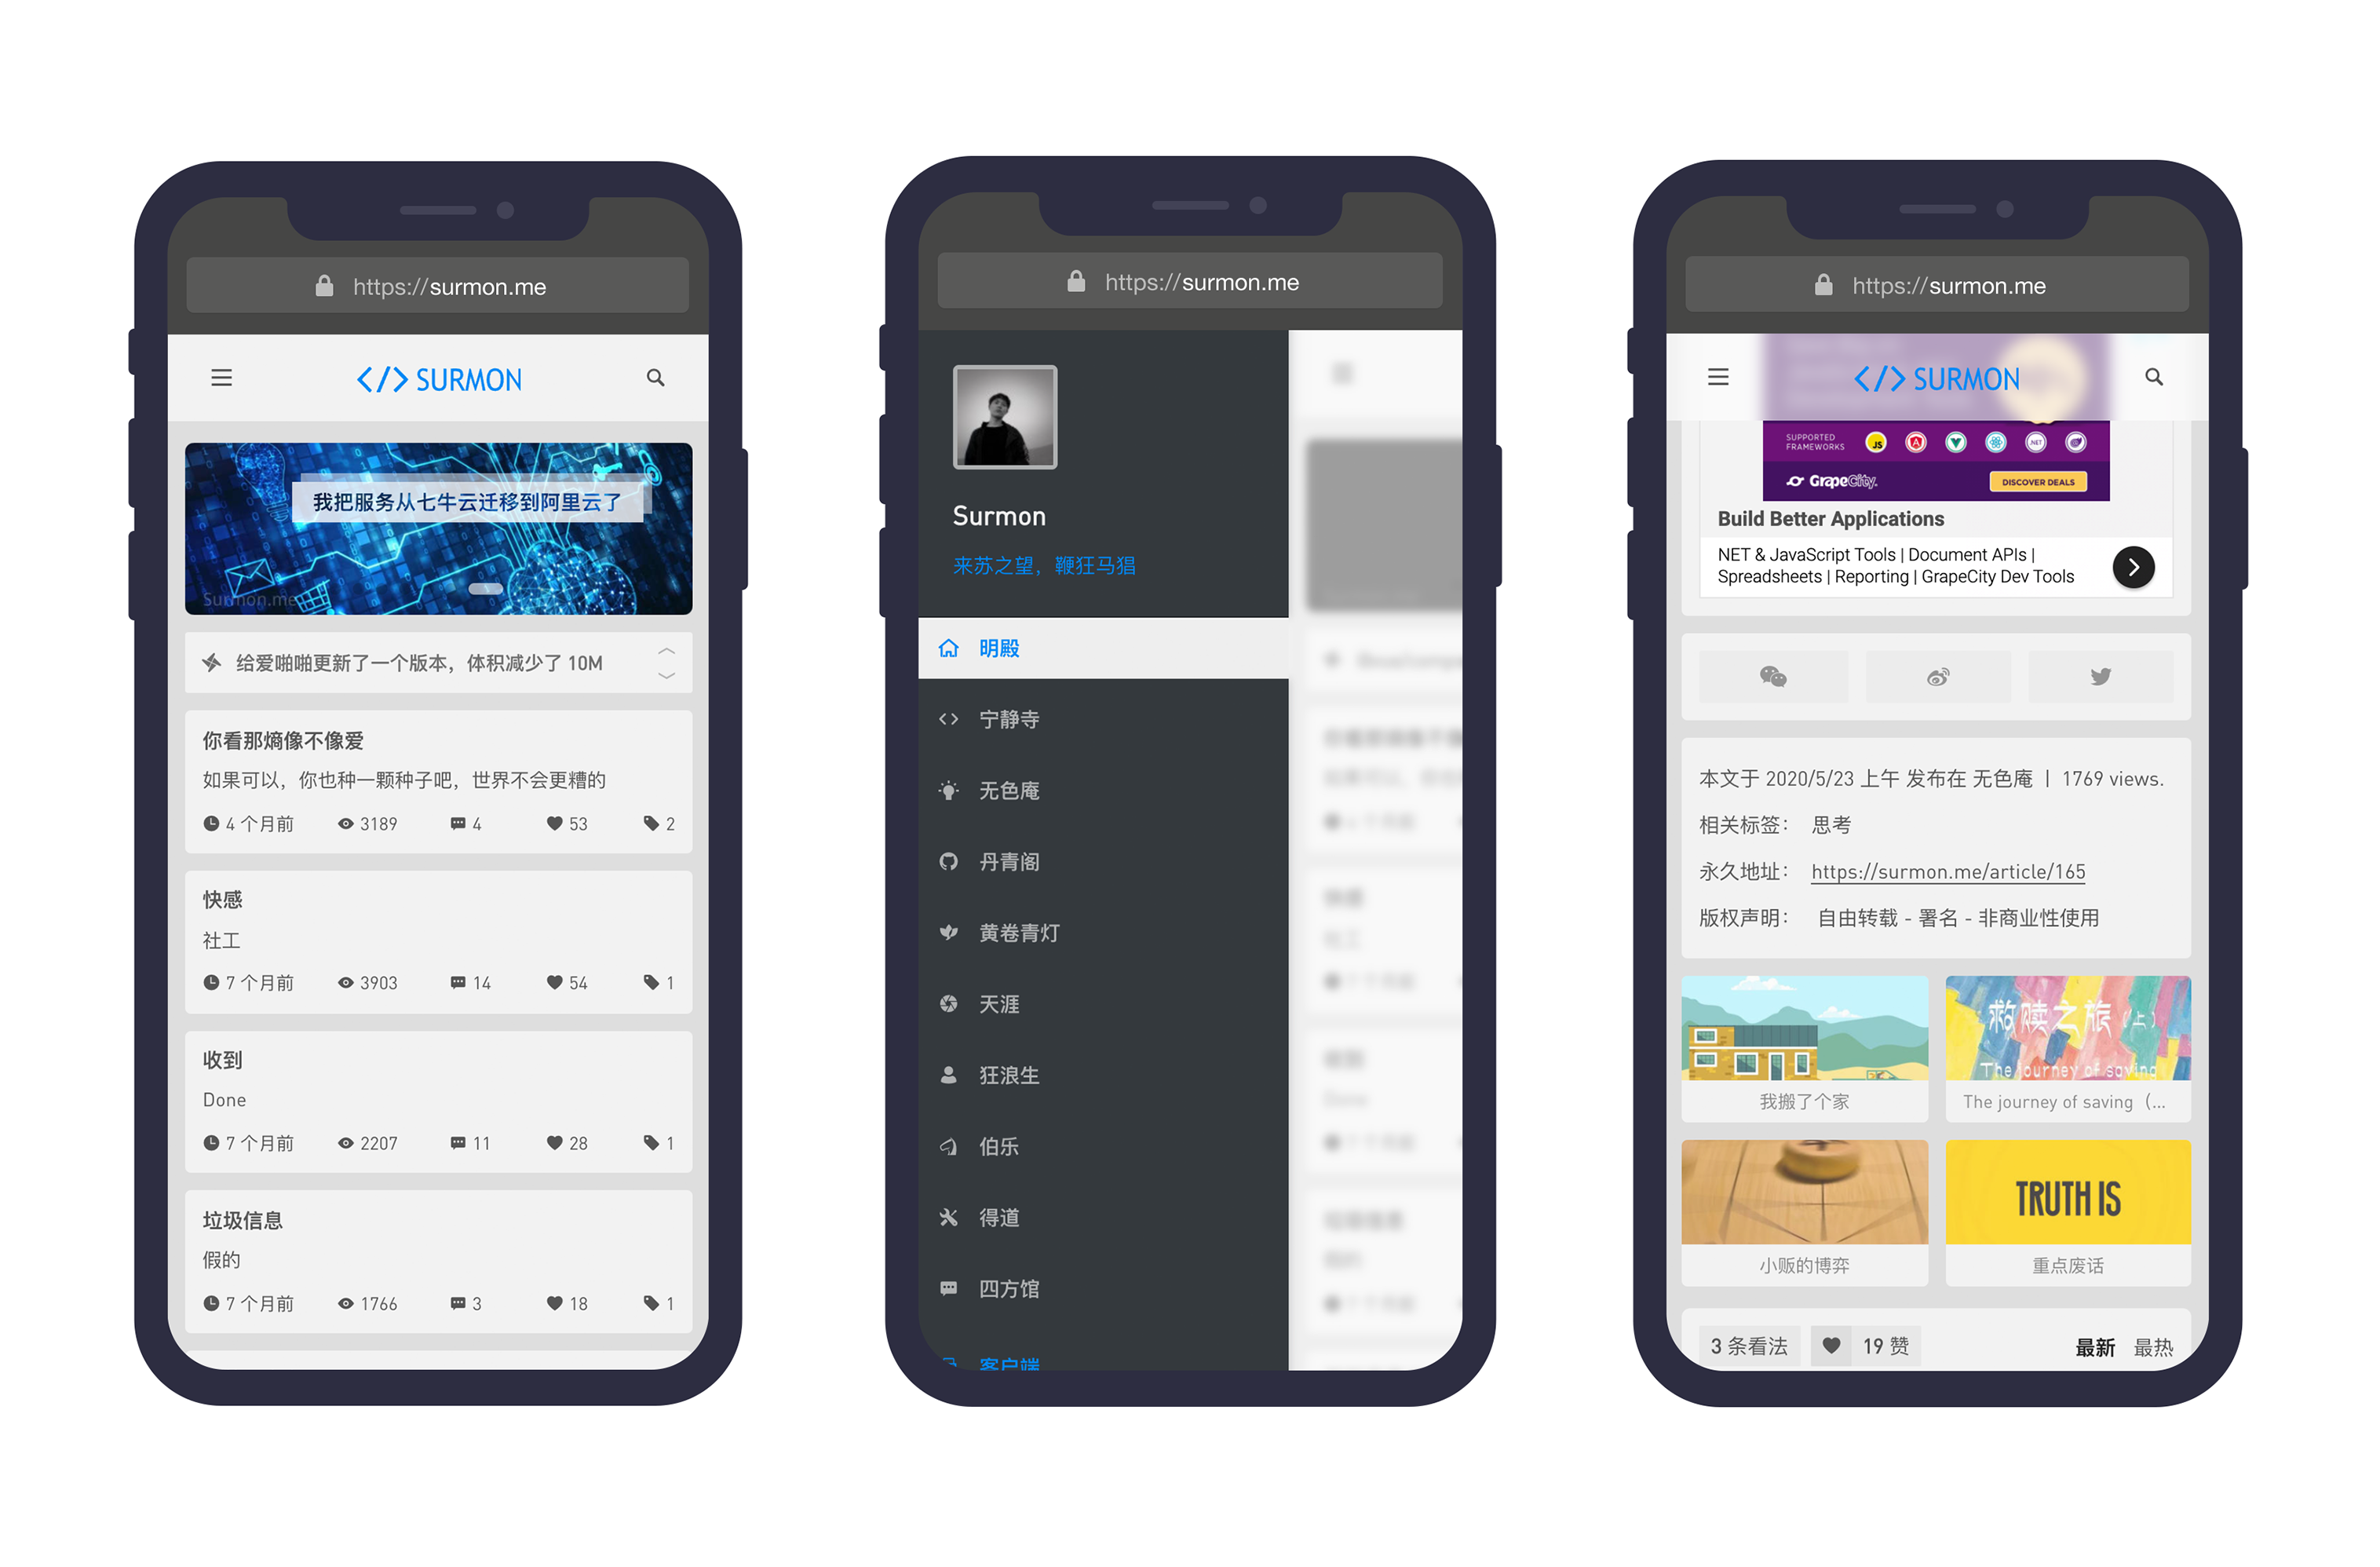 https://surmon.me
</> SURMON
我把服务从七牛云迁移到阿里云了
Surmon.me
给爱啪啪更新了一个版本，体积减少了 10M
你看那熵像不像爱
如果可以，你也种一颗种子吧，世界不会更糟的
4 个月前 3189 4 53 2
快感
社工
7 个月前 3903 14 54 1
收到
Done
7 个月前 2207 11 28 1
垃圾信息
假的
7 个月前 1766 3 18 1
https://surmon.me
Surmon
来苏之望，鞭狂马猖
明殿
宁静寺
无色庵
丹青阁
黄卷青灯
天涯
狂浪生
伯乐
得道
四方馆
客户端
https://surmon.me
</> SURMON
SUPPORTED
FRAMEWORKS
JS A .NET
GrapeCity. DISCOVER DEALS
Build Better Applications
NET & JavaScript Tools | Document APIs |
Spreadsheets | Reporting | GrapeCity Dev Tools
本文于 2020/5/23 上午 发布在 无色庵 | 1769 views.
相关标签： 思考
永久地址： https://surmon.me/article/165
版权声明： 自由转载 - 署名 - 非商业性使用
救赎之旅（上）
The journey of saving
我搬了个家
The journey of saving（...
TRUTH IS
小贩的博弈
重点废话
3 条看法 19 赞 最新 最热